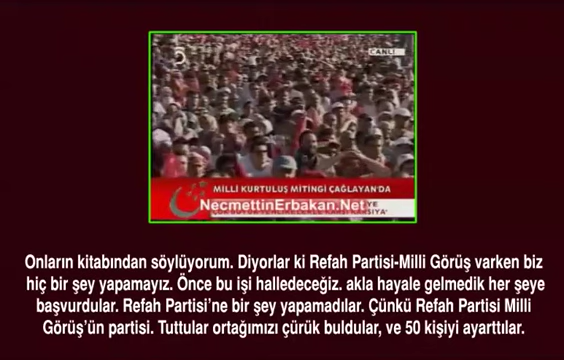 5
CANLI
MİLLİ KURTULUŞ MİTİNGİ ÇAĞLAYAN'DA
NecmettinErbakan.Net
Onların kitabından söylüyorum. Diyorlar ki Refah Partisi-Milli Görüş varken biz
hiç bir şey yapamayız. Önce bu işi halledeceğiz. akla hayale gelmedik her şeye
başvurdular. Refah Partisi'ne bir şey yapamadılar. Çünkü Refah Partisi Milli
Görüş'ün partisi. Tuttular ortağımızı çürük buldular, ve 50 kişiyi ayarttılar.